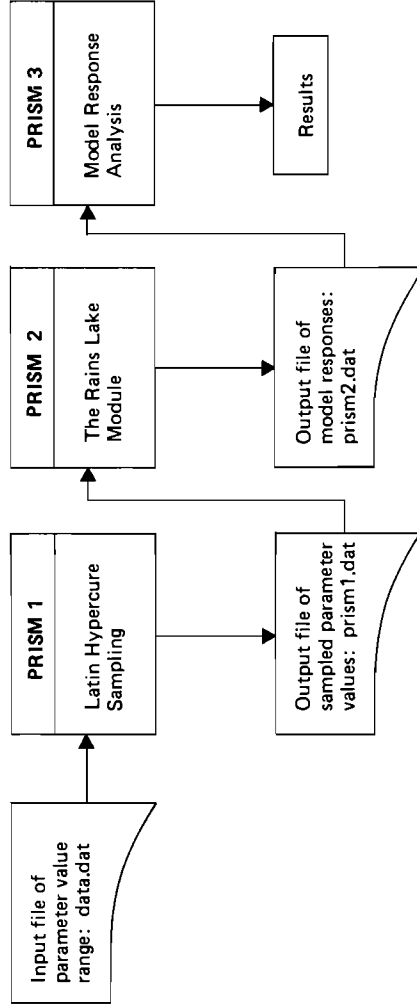 Input file of
parameter value
range: data.dat
PRISM 1
Latin Hypercure
Sampling
Output file of
sampled parameter
values: prism1.dat
PRISM 2
The Rains Lake
Module
Output file of
model responses:
prism2.dat
PRISM 3
Model Response
Analysis
Results